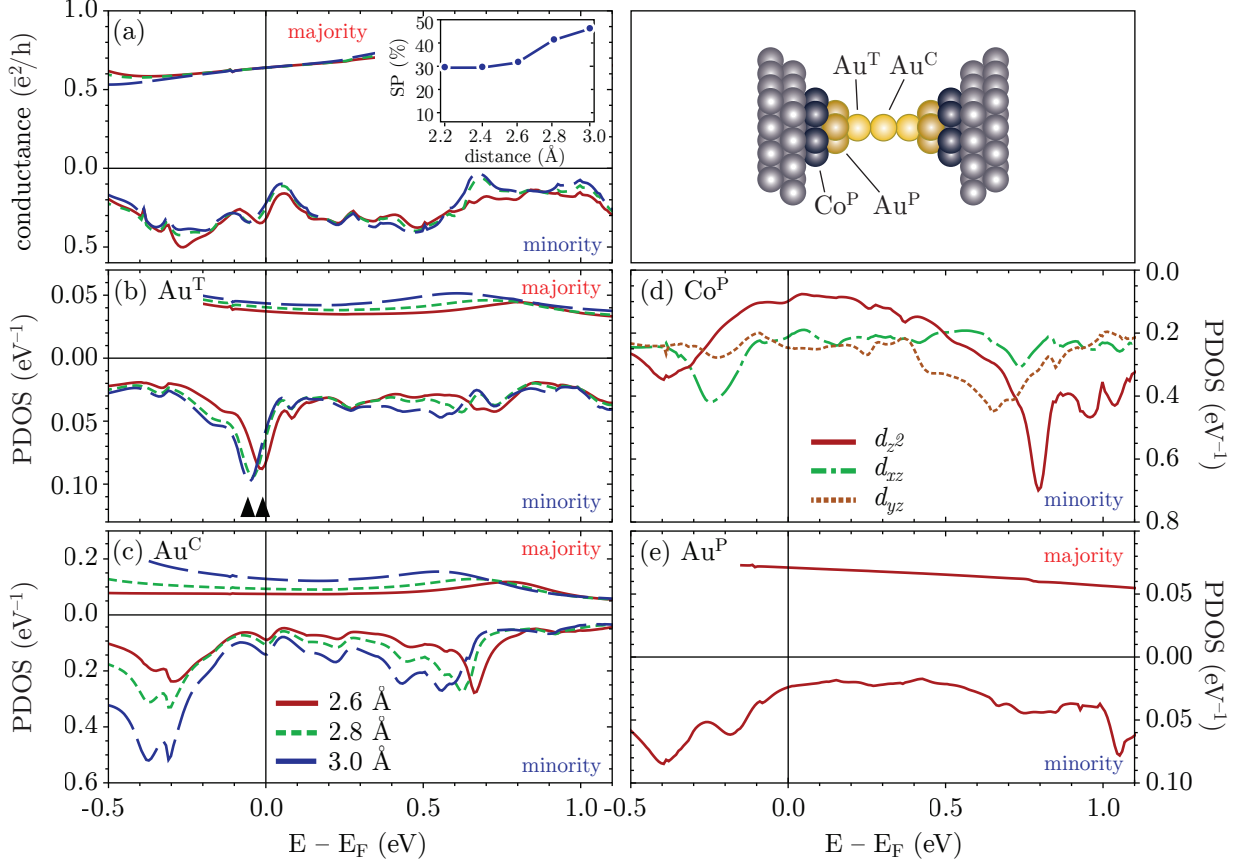 (a)
majority
minority
conductance (ē²/h)
1.0
0.5
0.0
0.5
SP (%)
50
40
30
20
10
2.2 2.4 2.6 2.8 3.0
distance (Å)
Au^T Au^C
Co^P Au^P
(b) Au^T
majority
minority
PDOS (eV⁻¹)
0.05
0.00
0.05
0.10
(c) Au^C
majority
minority
PDOS (eV⁻¹)
0.2
0.0
0.2
0.4
0.6
2.6 Å
2.8 Å
3.0 Å
-0.5 0.0 0.5 1.0
E – E_F (eV)
(d) Co^P
minority
PDOS (eV⁻¹)
0.0
0.2
0.4
0.6
0.8
d_z2
d_xz
d_yz
(e) Au^P
majority
minority
PDOS (eV⁻¹)
0.05
0.00
0.05
0.10
-0.5 0.0 0.5 1.0
E – E_F (eV)